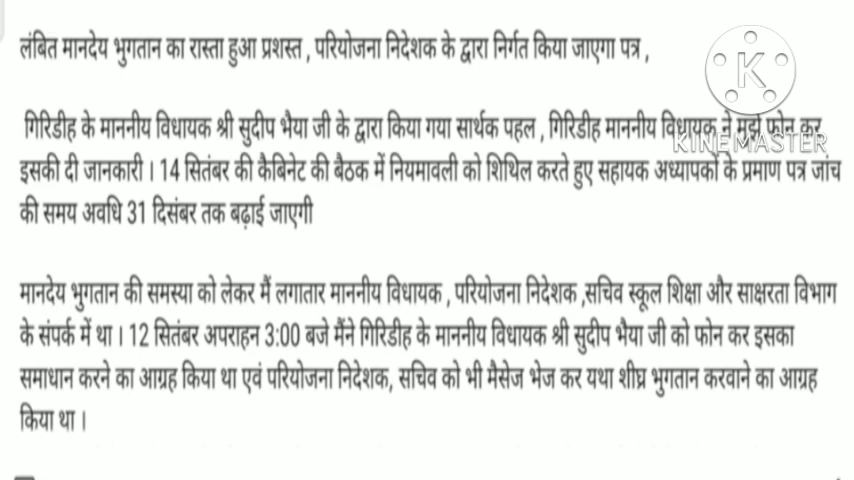 लंबित मानदेय भुगतान का रास्ता हुआ प्रशस्त , परियोजना निदेशक के द्वारा निर्गत किया जाएगा पत्र ,
गिरिडीह के माननीय विधायक श्री सुदीप भैया जी के द्वारा किया गया सार्थक पहल , गिरिडीह माननीय विधायक ने मुझे फोन कर
इसकी दी जानकारी । 14 सितंबर की कैबिनेट की बैठक में नियमावली को शिथिल करते हुए सहायक अध्यापकों के प्रमाण पत्र जांच
की समय अवधि 31 दिसंबर तक बढ़ाई जाएगी
मानदेय भुगतान की समस्या को लेकर मैं लगातार माननीय विधायक , परियोजना निदेशक ,सचिव स्कूल शिक्षा और साक्षरता विभाग
के संपर्क में था । 12 सितंबर अपराहन 3:00 बजे मैंने गिरिडीह के माननीय विधायक श्री सुदीप भैया जी को फोन कर इसका
समाधान करने का आग्रह किया था एवं परियोजना निदेशक, सचिव को भी मैसेज भेज कर यथा शीघ्र भुगतान करवाने का आग्रह
किया था ।
K
KINEMASTER